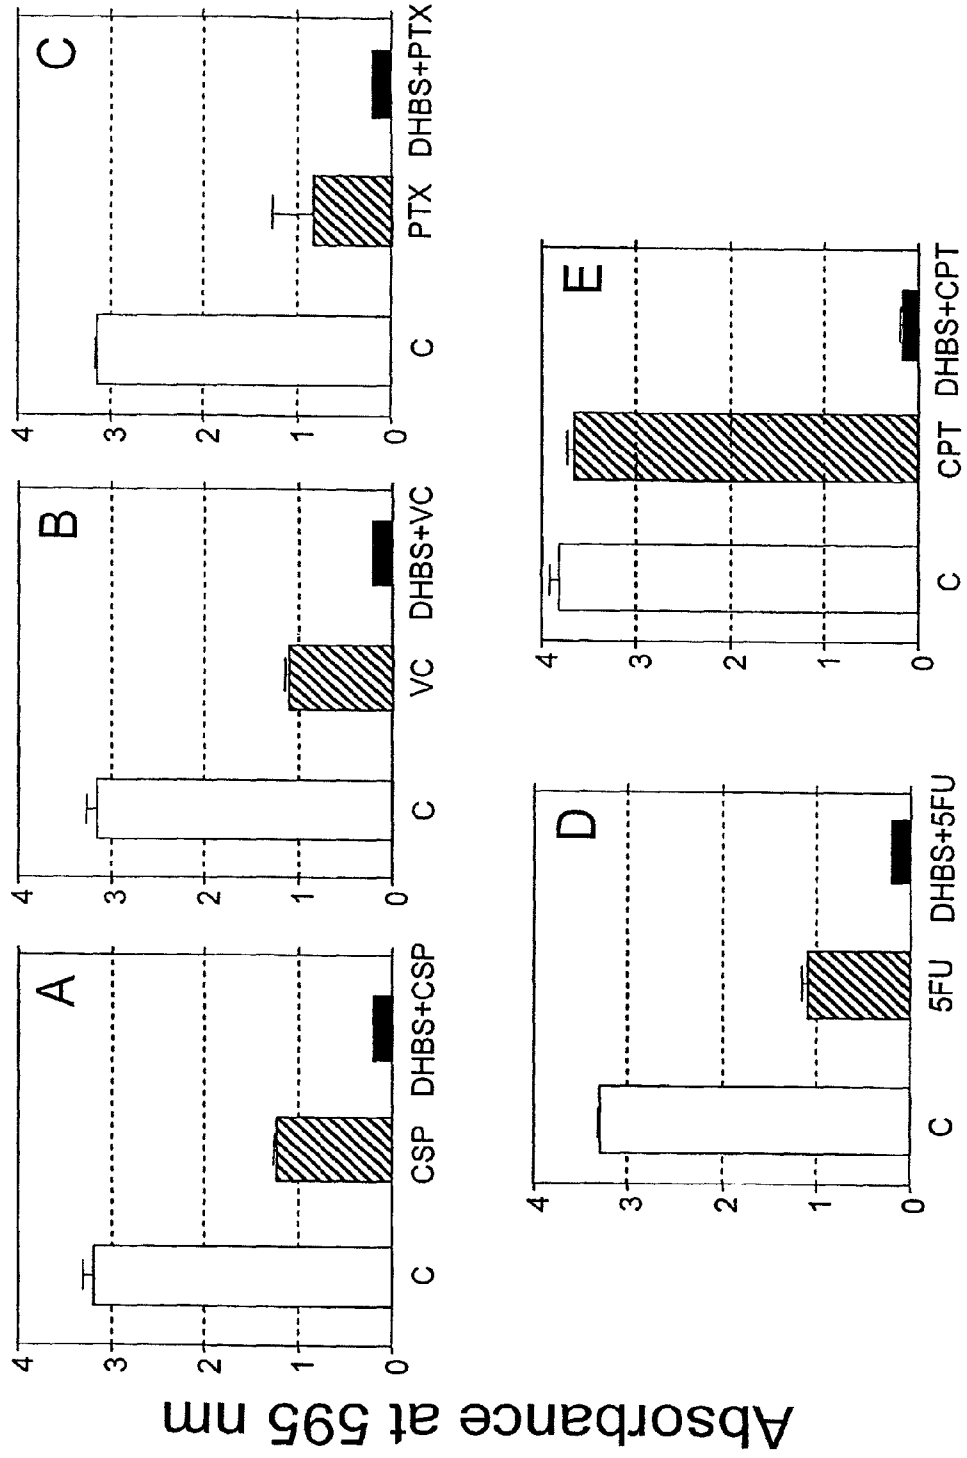 Absorbance at 595 nm
A
4
3
2
1
0
C CSP DHBS+CSP
B
4
3
2
1
0
C VC DHBS+VC
C
4
3
2
1
0
C PTX DHBS+PTX
D
4
3
2
1
0
C 5FU DHBS+5FU
E
4
3
2
1
0
C CPT DHBS+CPT